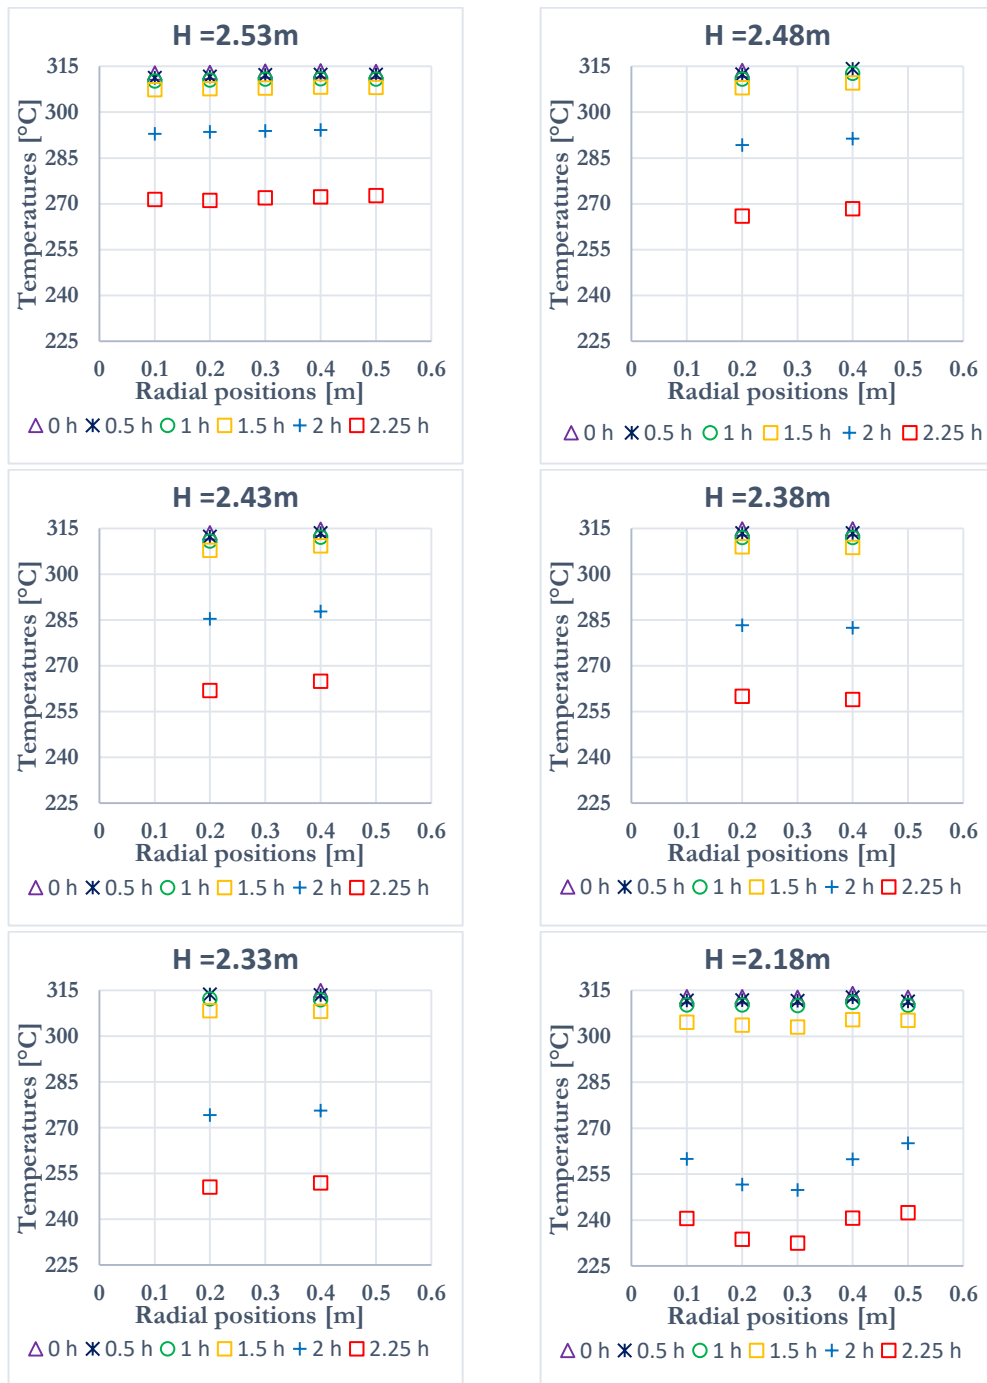 H =2.53m
Temperatures [°C]
315
300
285
270
255
240
225
0 0.1 0.2 0.3 0.4 0.5 0.6
Radial positions [m]
0 h 0.5 h 1 h 1.5 h 2 h 2.25 h
H =2.48m
Temperatures [°C]
315
300
285
270
255
240
225
0 0.1 0.2 0.3 0.4 0.5 0.6
Radial positions [m]
0 h 0.5 h 1 h 1.5 h 2 h 2.25 h
H =2.43m
Temperatures [°C]
315
300
285
270
255
240
225
0 0.1 0.2 0.3 0.4 0.5 0.6
Radial positions [m]
0 h 0.5 h 1 h 1.5 h 2 h 2.25 h
H =2.38m
Temperatures [°C]
315
300
285
270
255
240
225
0 0.1 0.2 0.3 0.4 0.5 0.6
Radial positions [m]
0 h 0.5 h 1 h 1.5 h 2 h 2.25 h
H =2.33m
Temperatures [°C]
315
300
285
270
255
240
225
0 0.1 0.2 0.3 0.4 0.5 0.6
Radial positions [m]
0 h 0.5 h 1 h 1.5 h 2 h 2.25 h
H =2.18m
Temperatures [°C]
315
300
285
270
255
240
225
0 0.1 0.2 0.3 0.4 0.5 0.6
Radial positions [m]
0 h 0.5 h 1 h 1.5 h 2 h 2.25 h